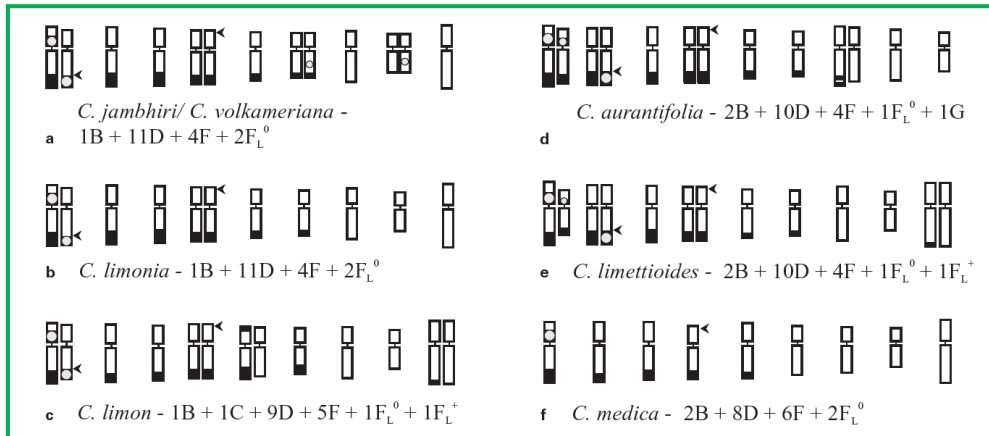 C. jambhiri/ C. volkameriana -
a 1B + 11D + 4F + 2F_L^0
b C. limonia - 1B + 11D + 4F + 2F_L^0
c C. limon - 1B + 1C + 9D + 5F + 1F_L^0 + 1F_L^+
C. aurantifolia - 2B + 10D + 4F + 1F_L^0 + 1G
d
e C. limettioides - 2B + 10D + 4F + 1F_L^0 + 1F_L^+
f C. medica - 2B + 8D + 6F + 2F_L^0